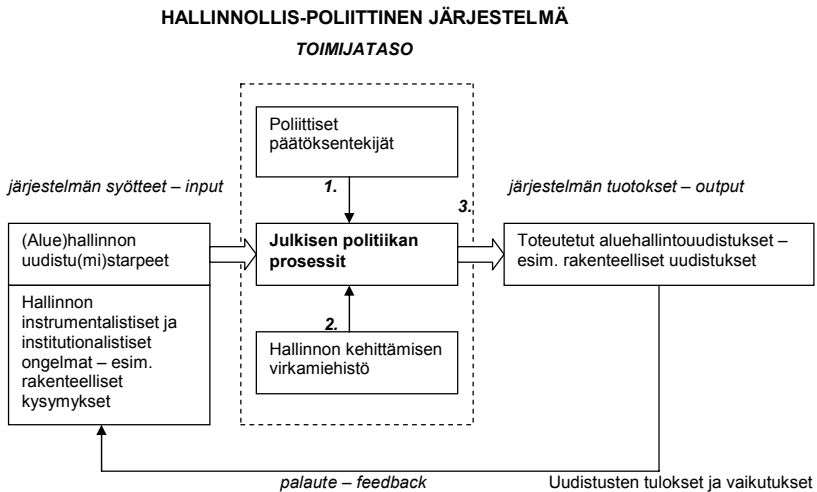 HALLINNOLLIS-POLIITTINEN JÄRJESTELMÄ
TOIMIJATASO
Poliittiset
päätöksentekijät
järjestelmän syötteet – input
1.
järjestelmän tuotokset – output
3.
(Alue)hallinnon
uudistu(mi)starpeet
Julkisen politiikan
prosessit
Toteutetut aluehallintouudistukset –
esim. rakenteelliset uudistukset
Hallinnon
instrumentalistiset ja
institutionalistiset
ongelmat – esim.
rakenteelliset
kysymykset
2.
Hallinnon kehittämisen
virkamiehistö
palaute – feedback
Uudistusten tulokset ja vaikutukset